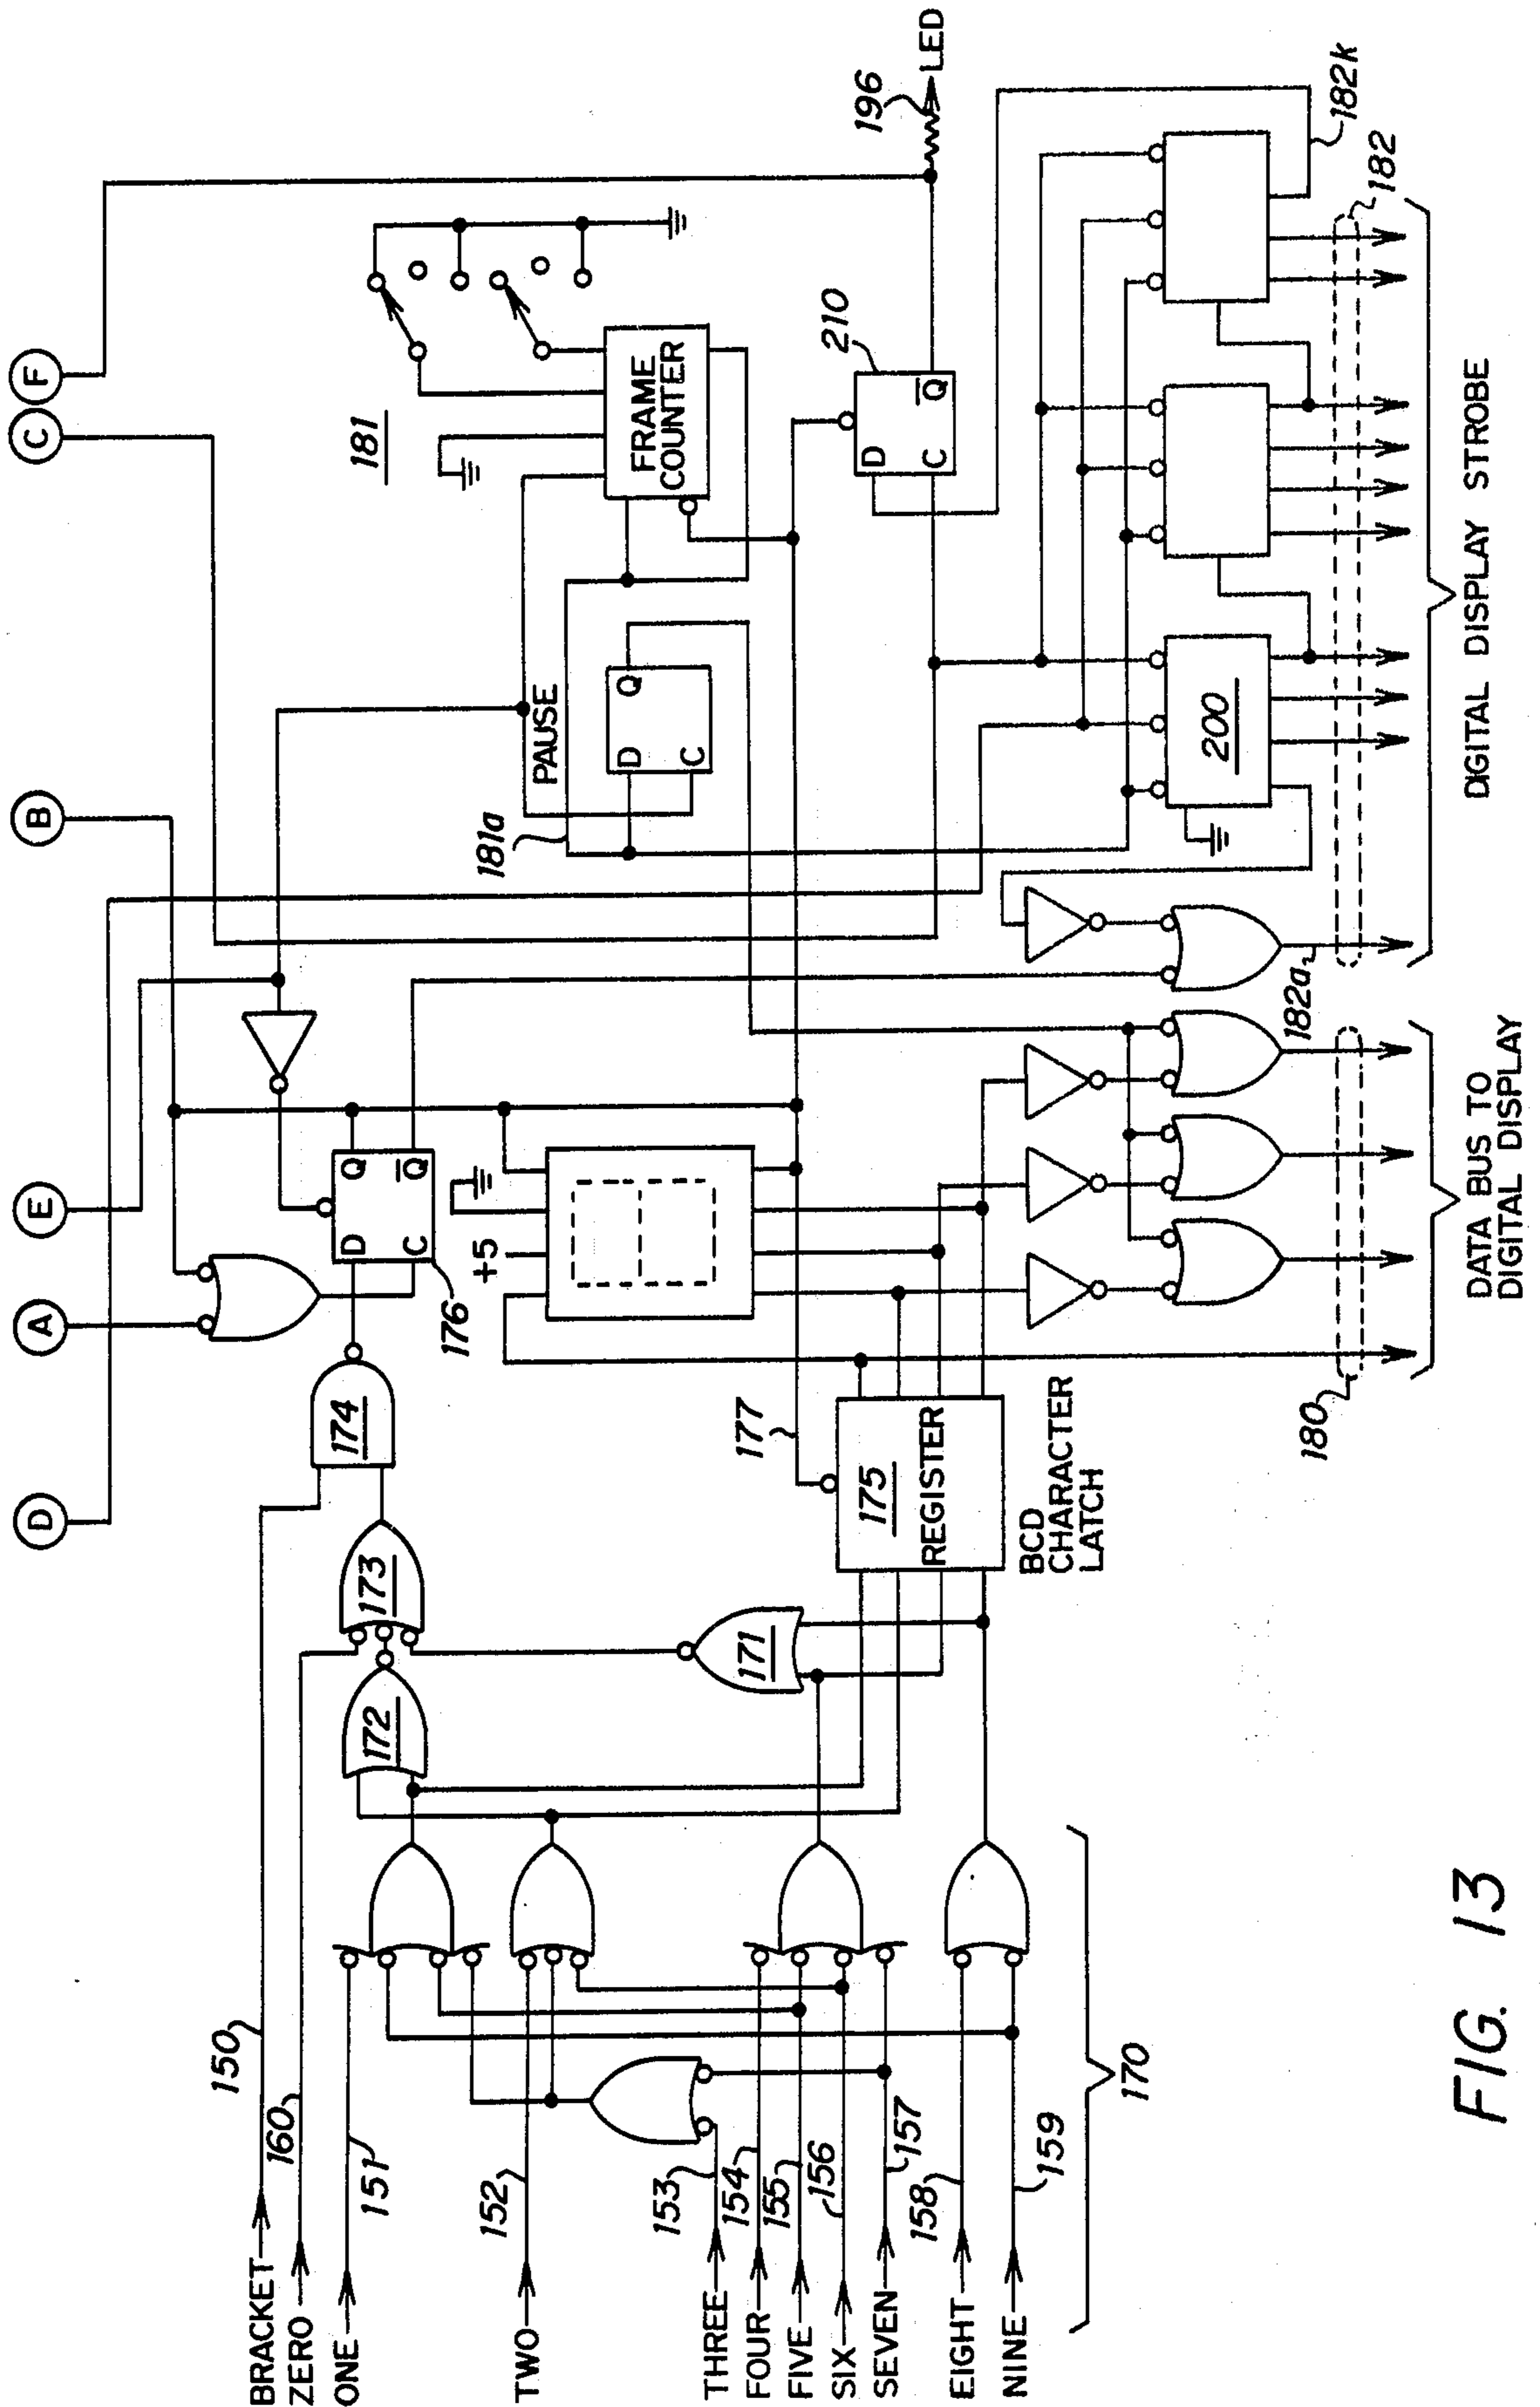 D
A
E
B
C
F
BRACKET
ZERO
ONE
TWO
THREE
FOUR
FIVE
SIX
SEVEN
EIGHT
NINE
150
160
151
152
153
154
155
156
157
158
159
170
172
173
174
171
175
REGISTER
BCD
CHARACTER
LATCH
177
176
D
C
Q
Q
+5
180
DATA BUS TO
DIGITAL DISPLAY
181
181a
PAUSE
D
C
Q
FRAME
COUNTER
210
D
C
Q
196
LED
200
182a
182
182k
DIGITAL DISPLAY STROBE
FIG. 13